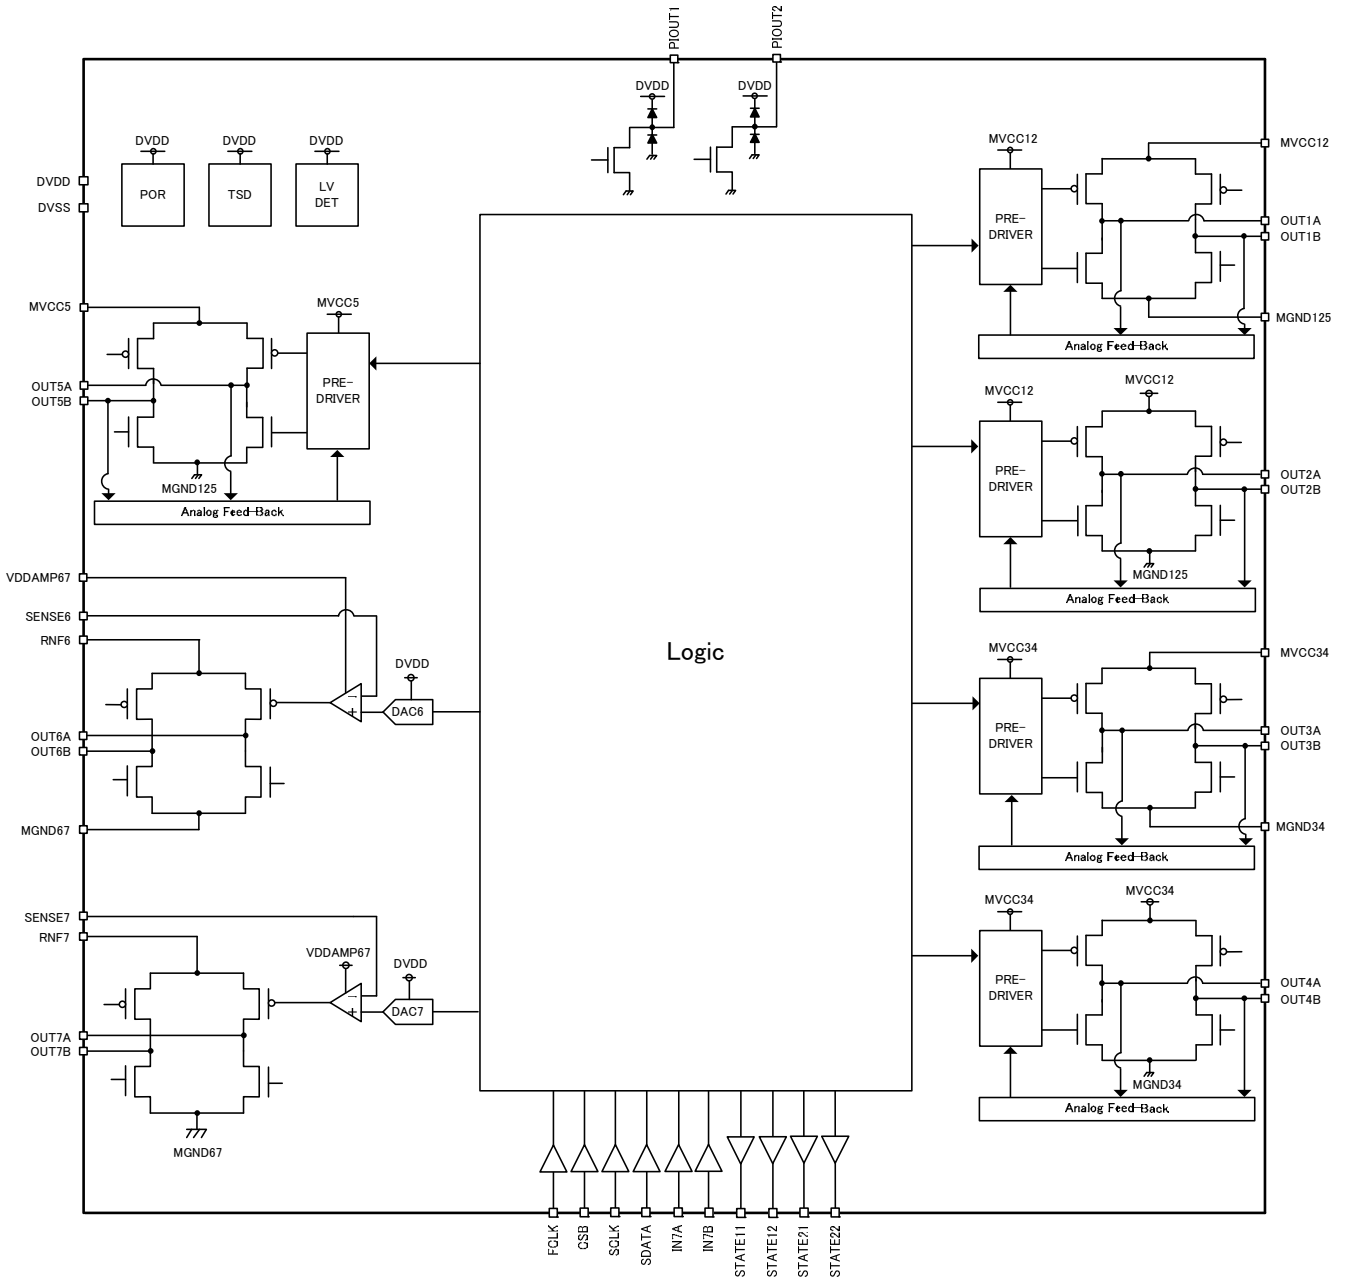 PIOUT1
PIOUT2
DVDD
DVDD
DVDD
DVDD
DVDD
POR
TSD
LV
DET
DVDD
DVSS
MVCC12
PRE-
DRIVER
MVCC12
OUT1A
OUT1B
MGND125
Analog Feed-Back
MVCC5
MVCC5
PRE-
DRIVER
OUT5A
OUT5B
MGND125
Analog Feed-Back
MVCC12
MVCC12
PRE-
DRIVER
OUT2A
OUT2B
MGND125
Analog Feed-Back
VDDAMP67
SENSE6
RNF6
DVDD
DAC6
−
+
OUT6A
OUT6B
MGND67
Logic
MVCC34
PRE-
DRIVER
MVCC34
OUT3A
OUT3B
MGND34
Analog Feed-Back
SENSE7
RNF7
VDDAMP67
DVDD
DAC7
−
+
OUT7A
OUT7B
MGND67
MVCC34
MVCC34
PRE-
DRIVER
OUT4A
OUT4B
MGND34
Analog Feed-Back
FCLK
CSB
SCLK
SDATA
IN7A
IN7B
STATE11
STATE12
STATE21
STATE22